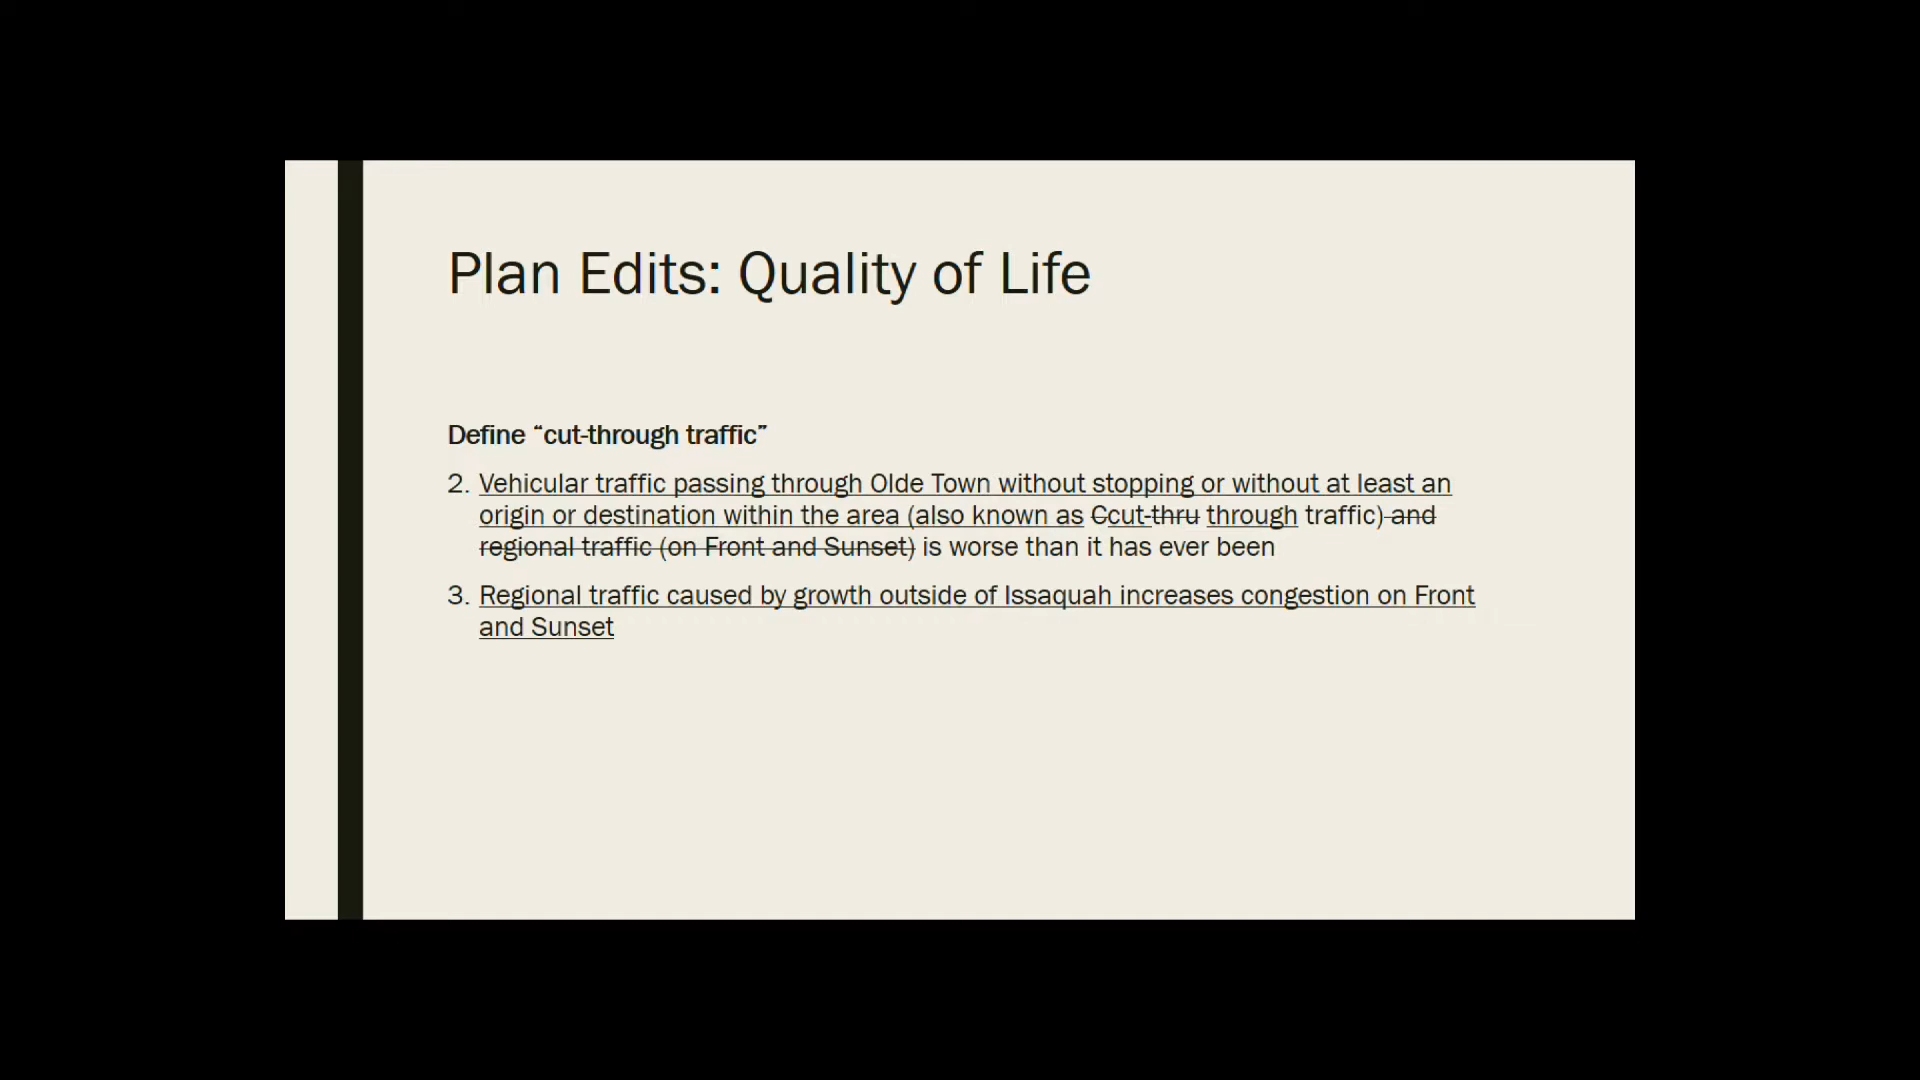 Plan Edits: Quality of Life
Define “cut-through traffic”
2. Vehicular traffic passing through Olde Town without stopping or without at least an
origin or destination within the area (also known as Ccut-thru through traffic) and
regional traffic (on Front and Sunset) is worse than it has ever been
3. Regional traffic caused by growth outside of Issaquah increases congestion on Front
and Sunset